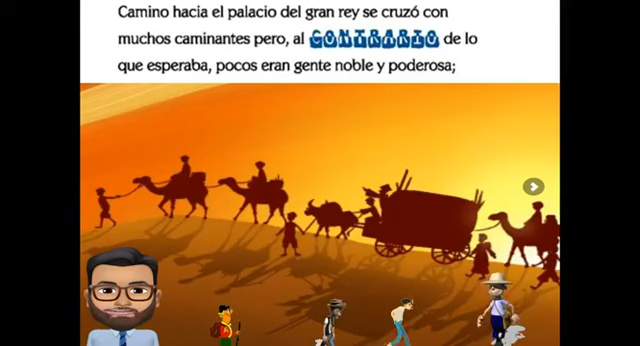 Camino hacia el palacio del gran rey se cruzó con
muchos caminantes pero, al CONTRARIO de lo
que esperaba, pocos eran gente noble y poderosa;